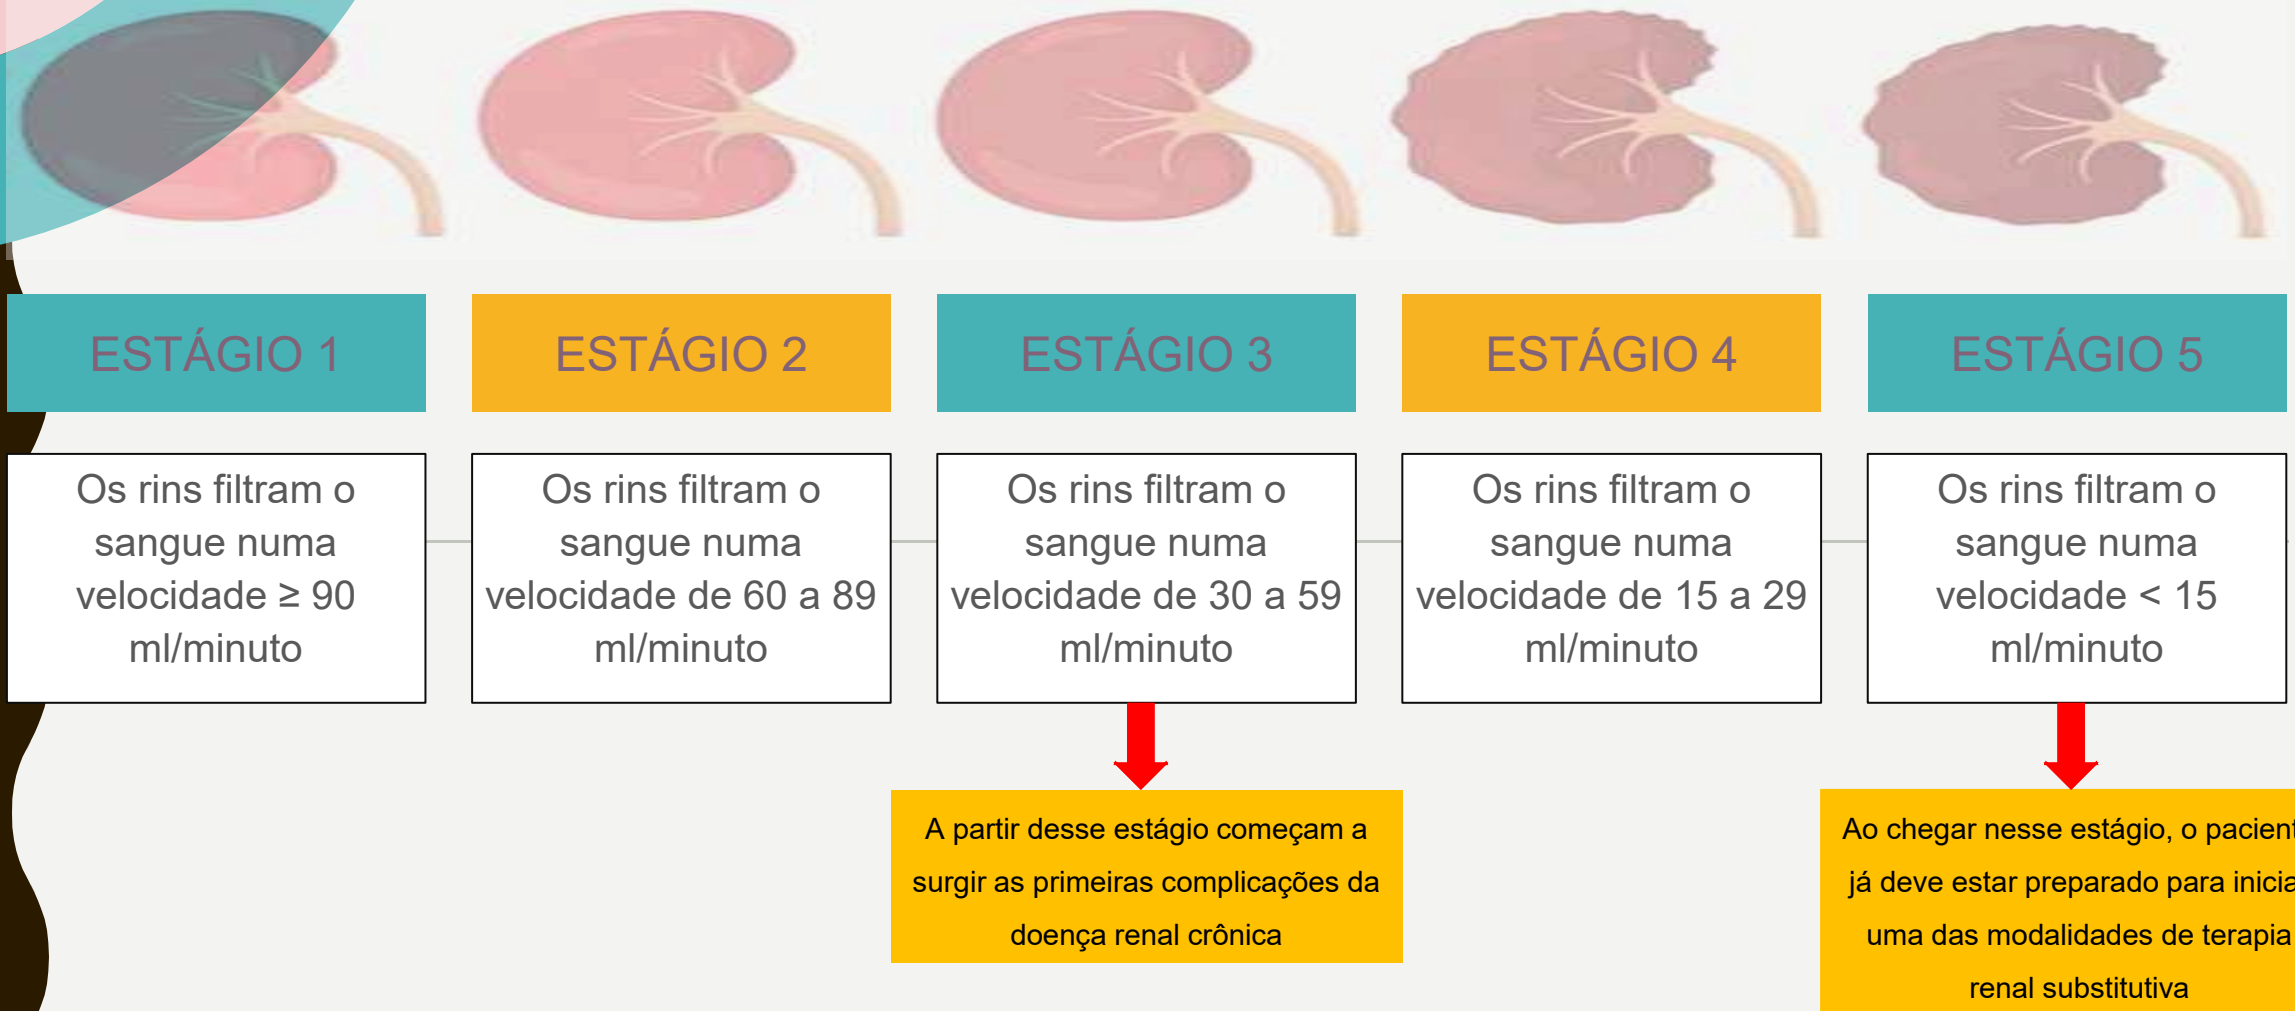 ESTÁGIO 1
Os rins filtram o
sangue numa
velocidade ≥ 90
ml/minuto
ESTÁGIO 2
Os rins filtram o
sangue numa
velocidade de 60 a 89
ml/minuto
ESTÁGIO 3
Os rins filtram o
sangue numa
velocidade de 30 a 59
ml/minuto
A partir desse estágio começam a
surgir as primeiras complicações da
doença renal crônica
ESTÁGIO 4
Os rins filtram o
sangue numa
velocidade de 15 a 29
ml/minuto
ESTÁGIO 5
Os rins filtram o
sangue numa
velocidade < 15
ml/minuto
Ao chegar nesse estágio, o pacient
já deve estar preparado para inicia
uma das modalidades de terapia
renal substitutiva